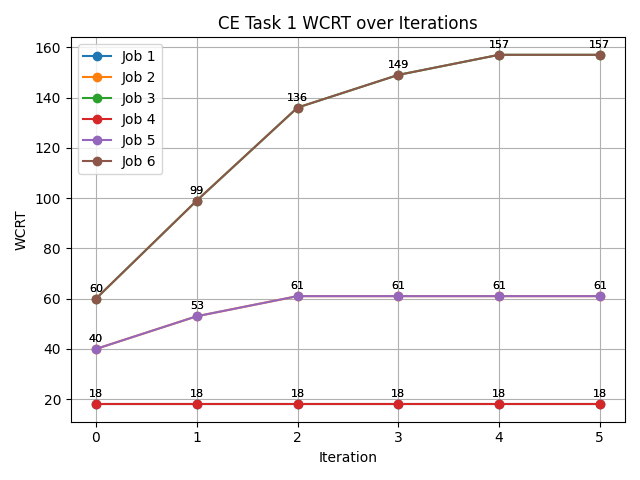 CE Task 1 WCRT over Iterations
Job 1
Job 2
Job 3
Job 4
Job 5
Job 6
WCRT
160
140
120
100
80
60
40
20
60 99 136 149 157 157
40 53 61 61 61 61
18 18 18 18 18 18
0 1 2 3 4 5
Iteration